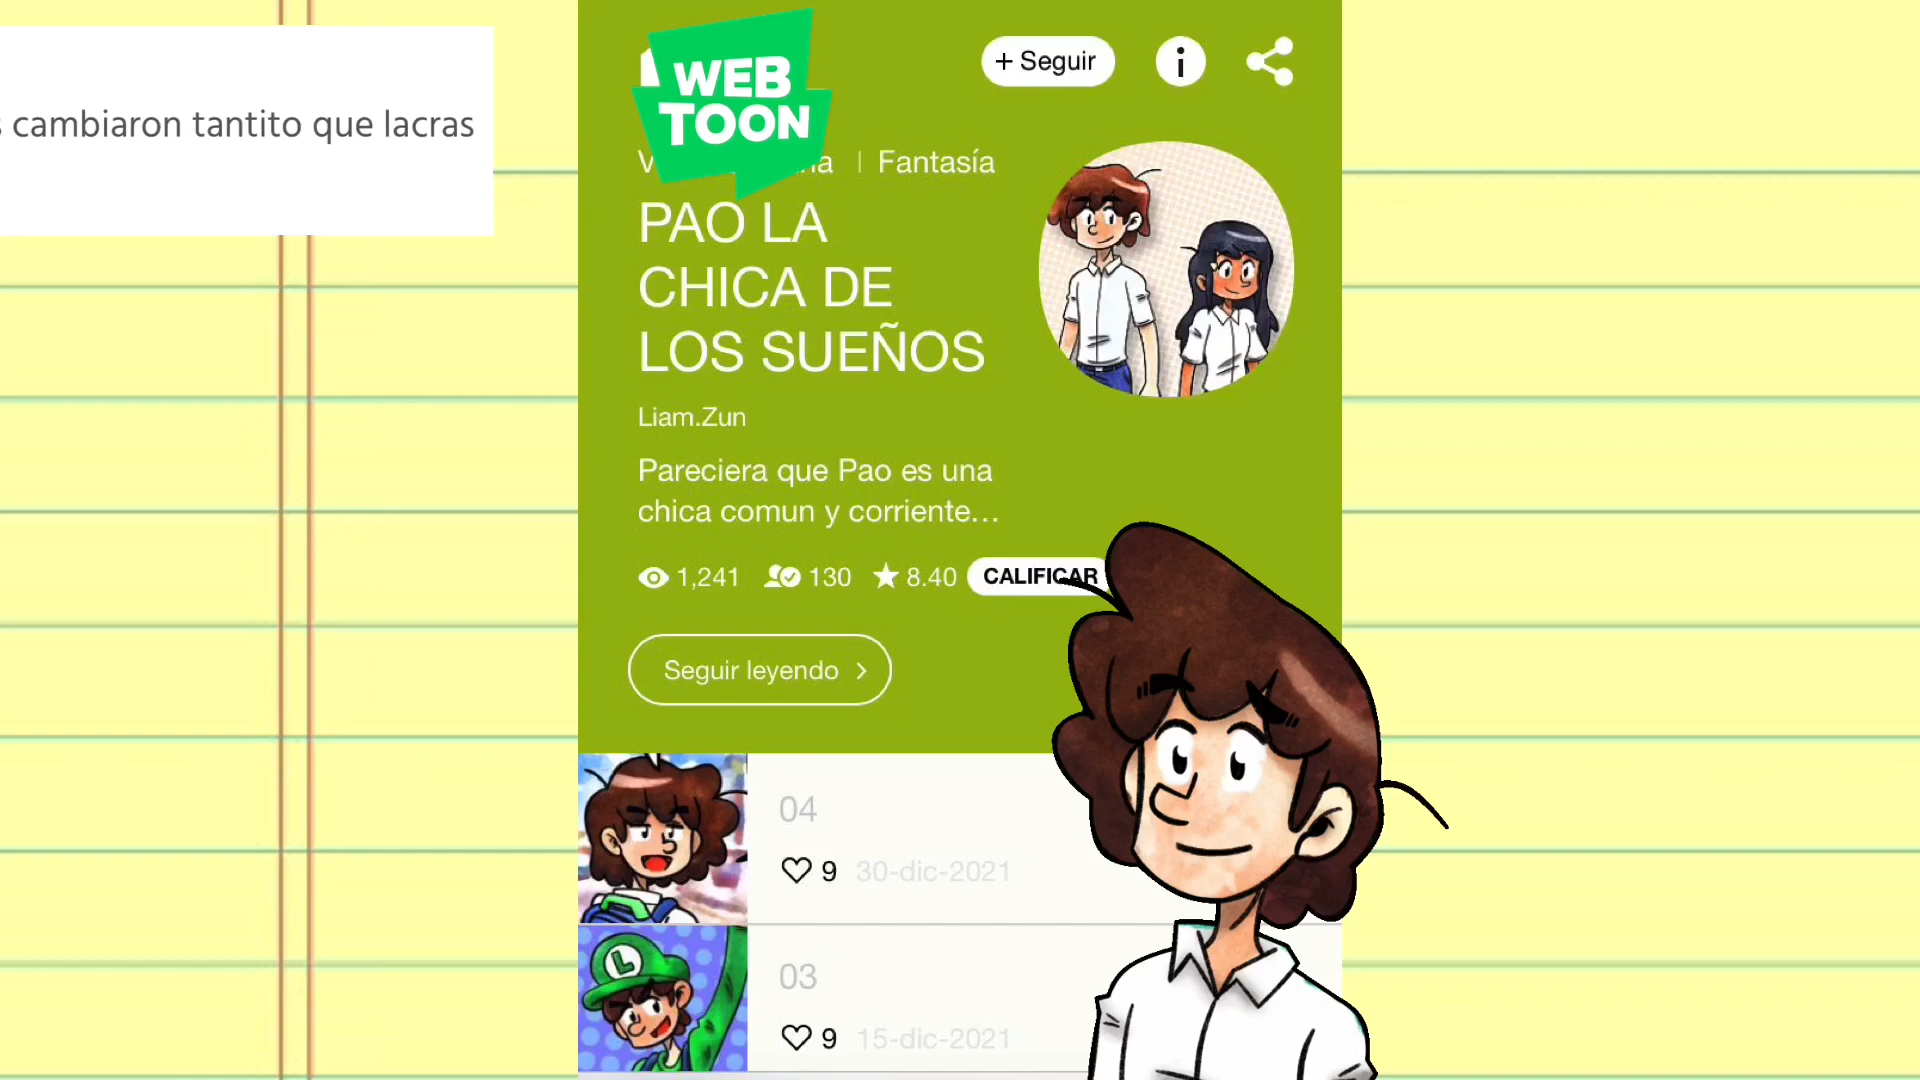 cambiaron tantito que lacras
WEB
TOON
+ Seguir
Fantasía
PAO LA
CHICA DE
LOS SUEÑOS
Liam.Zun
Pareciera que Pao es una
chica comun y corriente...
1,241 130 8.40 CALIFICAR
Seguir leyendo >
04
9 30-dic-2021
L
03
9 15-dic-2021